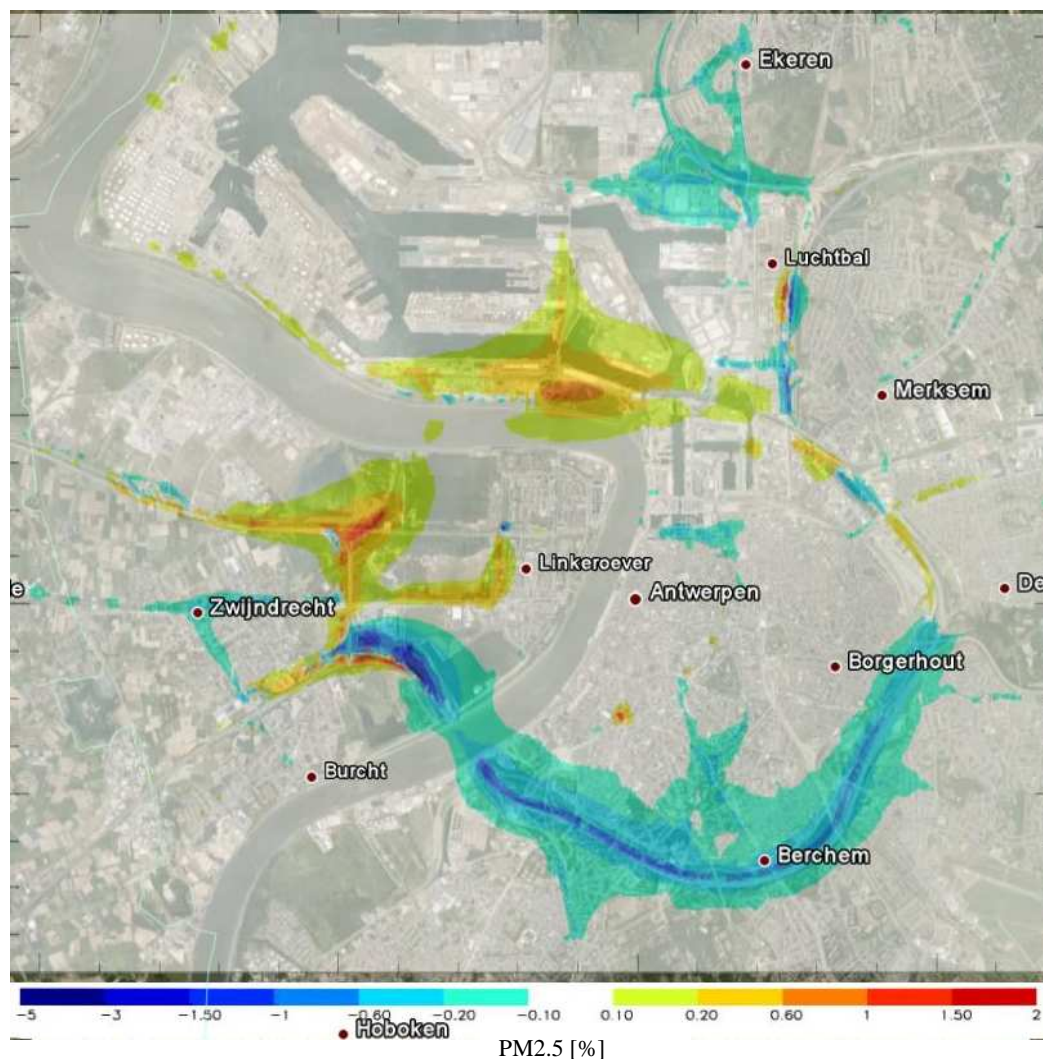 Ekeren
Luchtbal
Merksem
Linkeroever
Antwerpen
De
e
Zwijndrecht
Borgerhout
Burcht
Berchem
-5 -3 -1.50 -1 -0.60 -0.20 -0.10 0.10 0.20 0.60 1 1.50 2
Hoboken
PM2.5 [%]